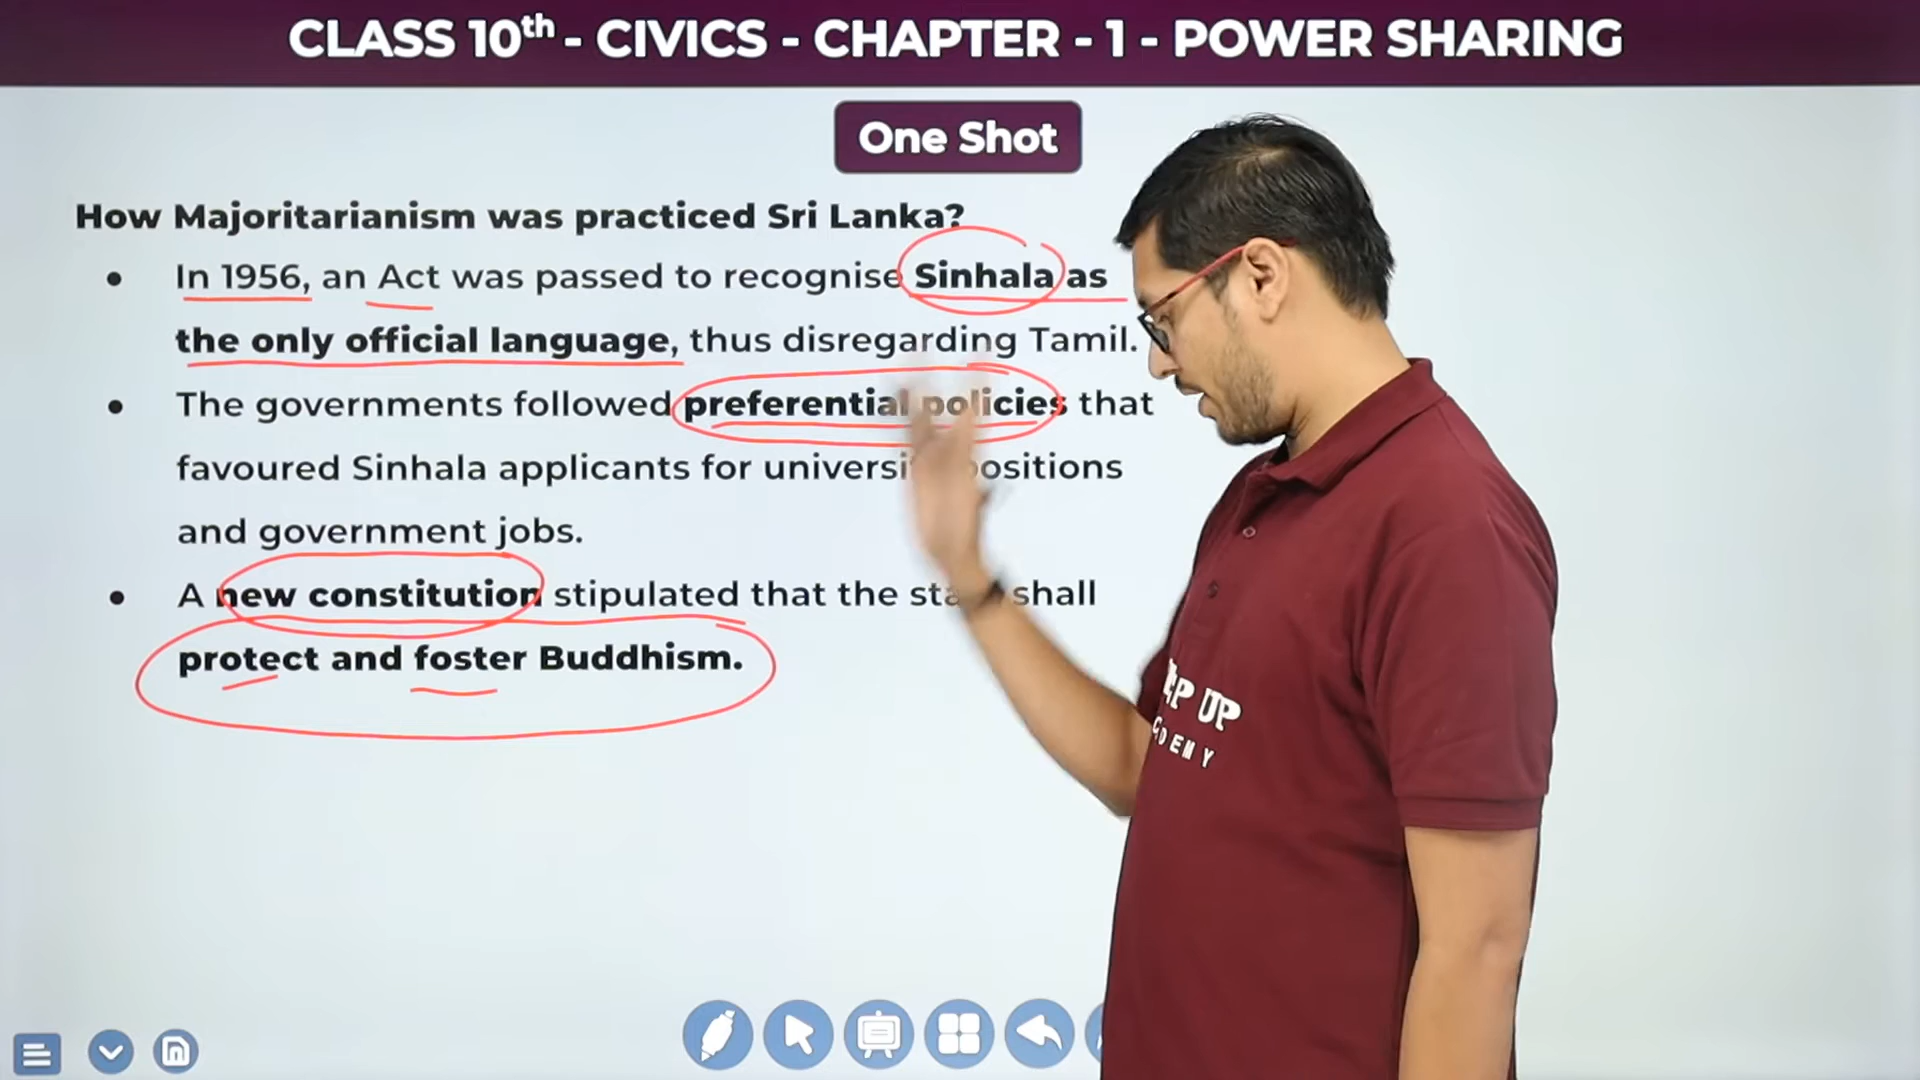 CLASS 10th - CIVICS - CHAPTER - 1 - POWER SHARING
One Shot
How Majoritarianism was practiced Sri Lanka?
• In 1956, an Act was passed to recognise Sinhala as
the only official language, thus disregarding Tamil.
• The governments followed preferential policies that
favoured Sinhala applicants for positions
and government jobs.
• A new constitution stipulated that the shall
protect and foster Buddhism.
UP